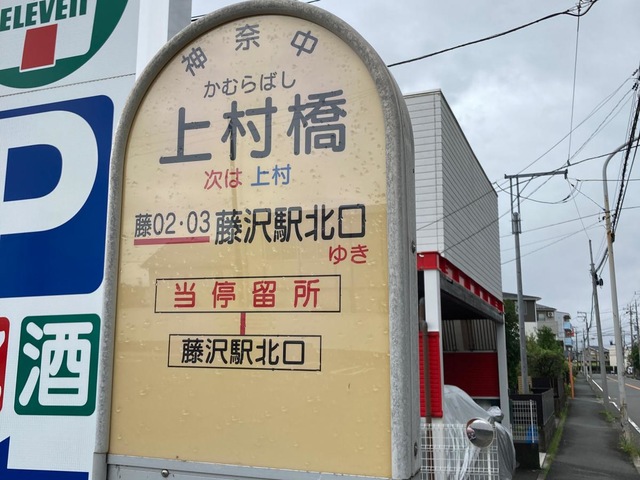 ELEVEN
P
酒
神奈中
かむらばし
上村橋
次は 上村
藤02・03 藤沢駅北口
ゆき
当停留所
藤沢駅北口